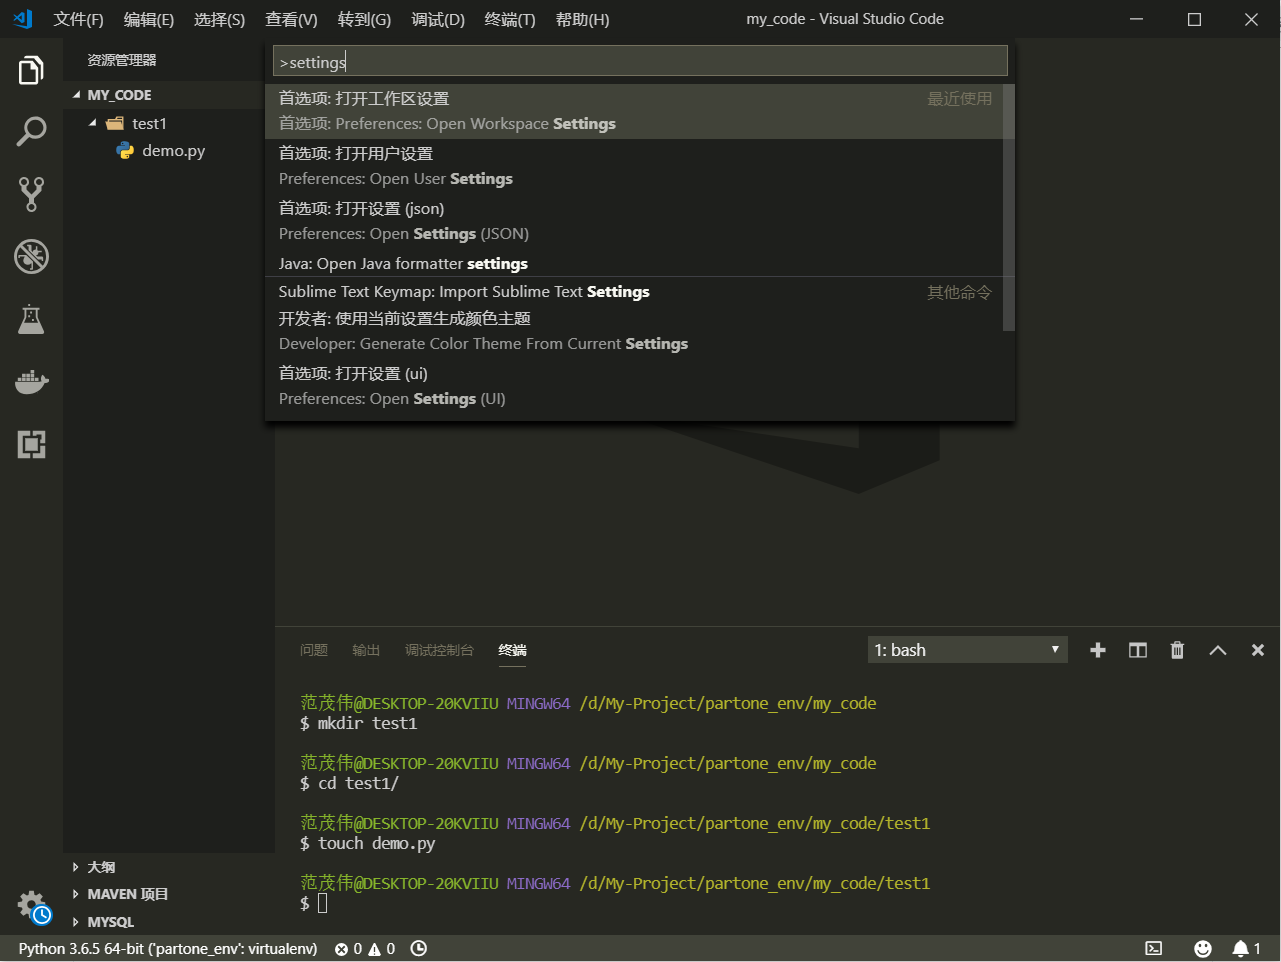 文件(F) 编辑(E) 选择(S) 查看(V) 转到(G) 调试(D) 终端(T) 帮助(H) my_code - Visual Studio Code
资源管理器
MY_CODE
test1
demo.py
>settings
首选项: 打开工作区设置 最近使用
首选项: Preferences: Open Workspace Settings
首选项: 打开用户设置
Preferences: Open User Settings
首选项: 打开设置 (json)
Preferences: Open Settings (JSON)
Java: Open Java formatter settings
Sublime Text Keymap: Import Sublime Text Settings 其他命令
开发者: 使用当前设置生成颜色主题
Developer: Generate Color Theme From Current Settings
首选项: 打开设置 (ui)
Preferences: Open Settings (UI)
问题 输出 调试控制台 终端 1: bash
范茂伟@DESKTOP-20KVIIU MINGW64 /d/My-Project/partone_env/my_code
$ mkdir test1
范茂伟@DESKTOP-20KVIIU MINGW64 /d/My-Project/partone_env/my_code
$ cd test1/
范茂伟@DESKTOP-20KVIIU MINGW64 /d/My-Project/partone_env/my_code/test1
$ touch demo.py
范茂伟@DESKTOP-20KVIIU MINGW64 /d/My-Project/partone_env/my_code/test1
$
大纲
MAVEN 项目
MYSQL
Python 3.6.5 64-bit ('partone_env': virtualenv) 0 0 1